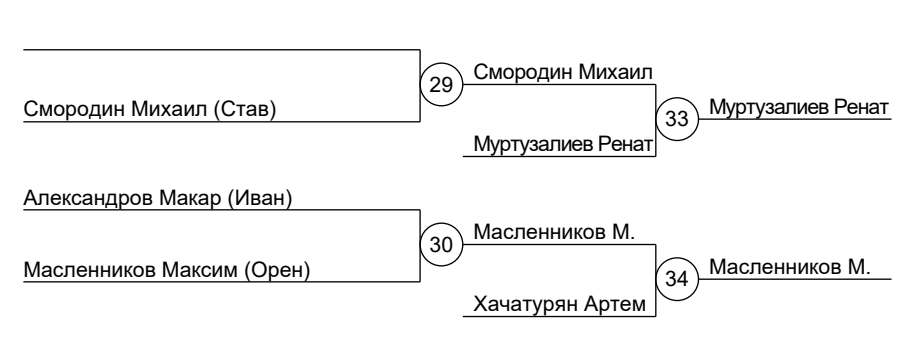 29
Смородин Михаил
Смородин Михаил (Став)
33
Муртузалиев Ренат
Муртузалиев Ренат
Александров Макар (Иван)
30
Масленников М.
Масленников Максим (Орен)
34
Масленников М.
Хачатурян Артем